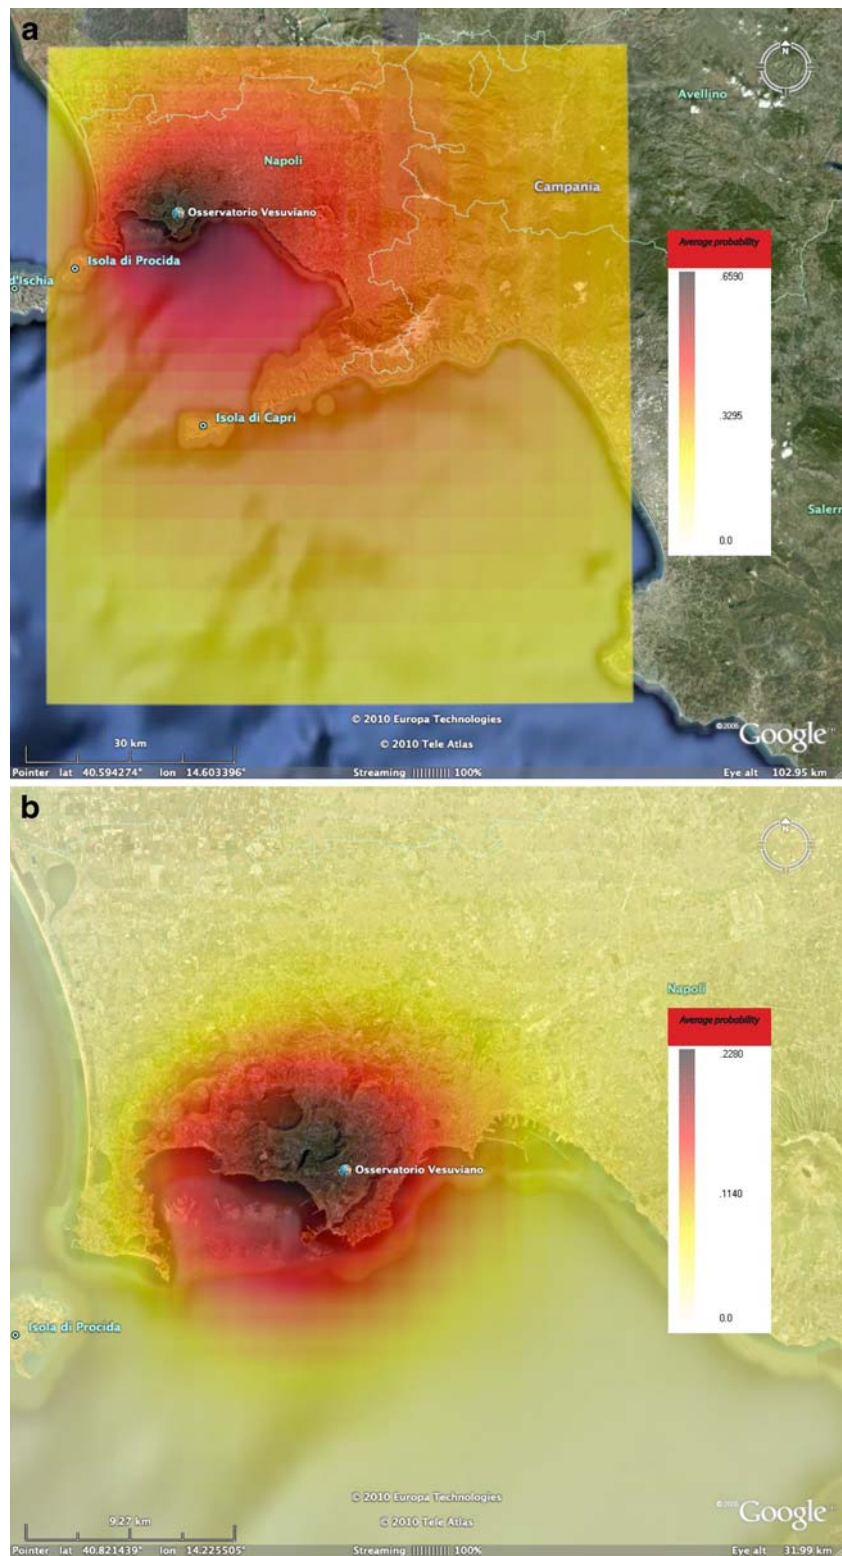 a
N
Avellino
Napoli
Campania
Osservatorio Vesuviano
Average probability
Isola di Procida
.6590
d'Ischia
.3295
Isola di Capri
Salern
0.0
© 2010 Europa Technologies
30 km
© 2010 Tele Atlas
©2009 Google™
Pointer lat 40.594274° lon 14.603396° Streaming |||||||||| 100% Eye alt 102.95 km
b
N
Napoli
Average probability
.2280
Osservatorio Vesuviano
.1140
0.0
Isola di Procida
© 2010 Europa Technologies
9.27 km
© 2010 Tele Atlas
Google
Pointer lat 40.821439° lon 14.225505° Streaming |||||||||| 100% Eye alt 31.99 km